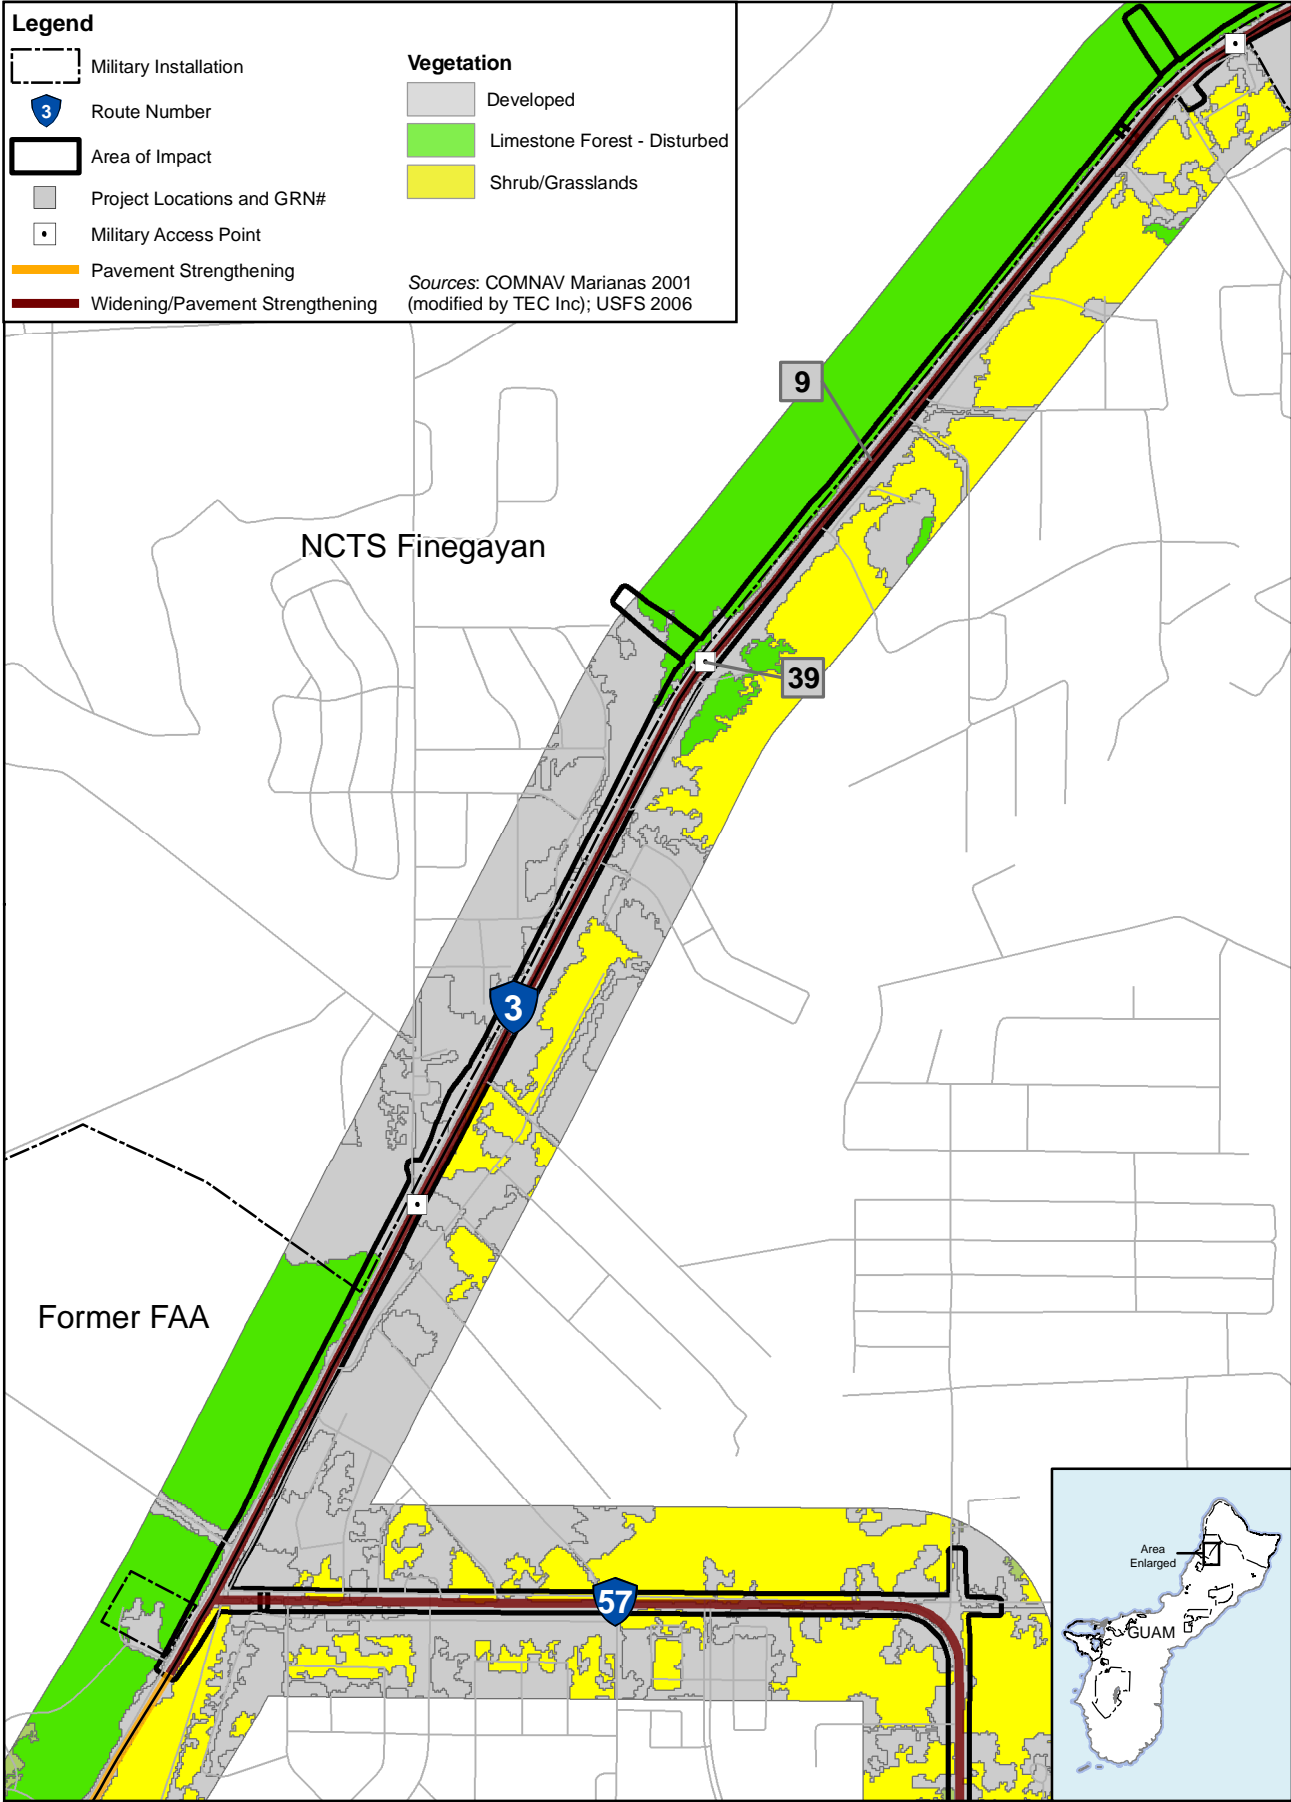 Legend
Military Installation
3
Route Number
Area of Impact
Project Locations and GRN#
Military Access Point
Pavement Strengthening
Widening/Pavement Strengthening
Vegetation
Developed
Limestone Forest - Disturbed
Shrub/Grasslands
Sources: COMNAV Marianas 2001
(modified by TEC Inc); USFS 2006
9
NCTS Finegayan
39
3
Former FAA
57
Area
Enlarged
GUAM